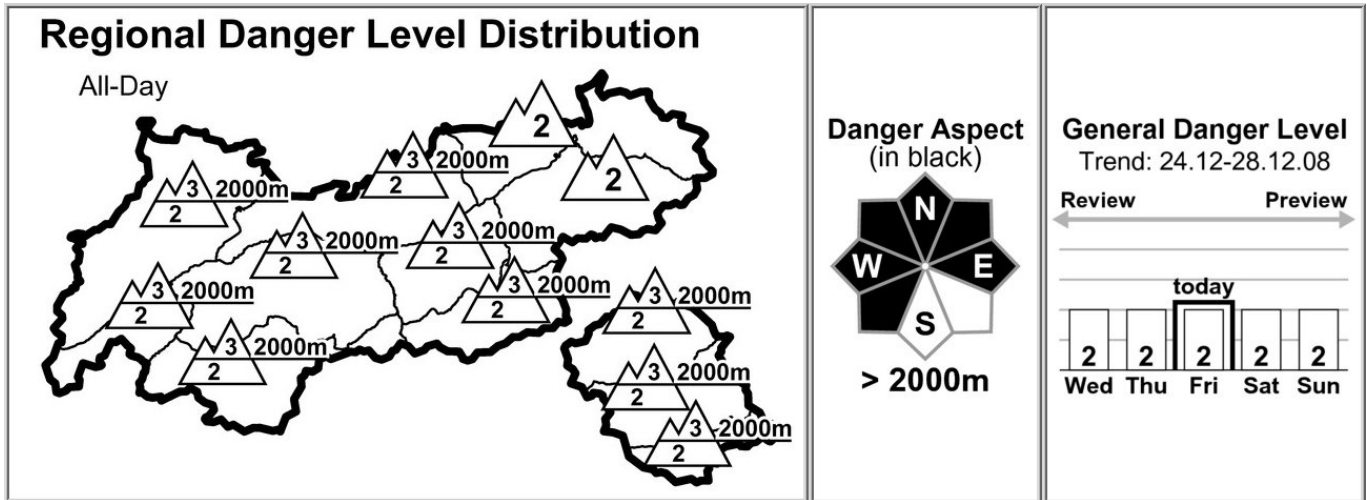 Regional Danger Level Distribution
All-Day
2
3 2000m
2
2
3 2000m
2
3 2000m
2
3 2000m
2
3 2000m
2
3 2000m
2
3 2000m
2
3 2000m
2
3 2000m
2
3 2000m
2
Danger Aspect
(in black)
N
W E
S
> 2000m
General Danger Level
Trend: 24.12-28.12.08
Review Preview
today
2 2 2 2 2
Wed Thu Fri Sat Sun